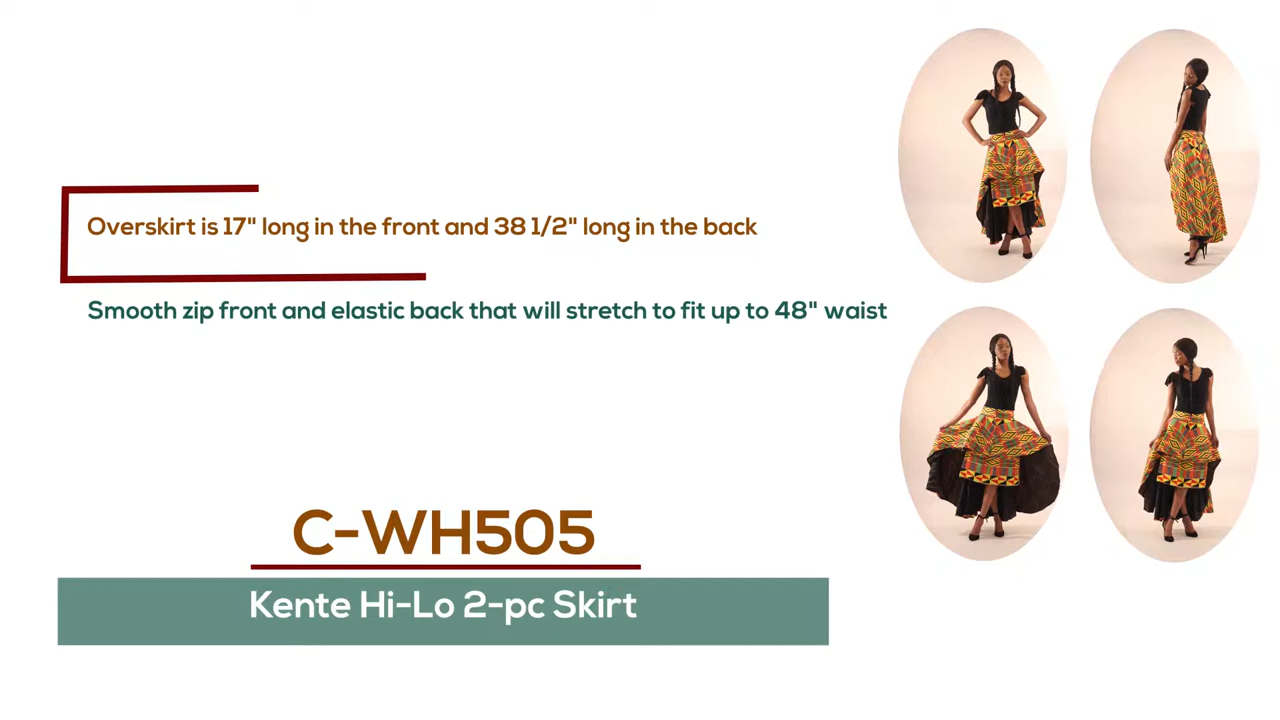 Overskirt is 17" long in the front and 38 1/2" long in the back
Smooth zip front and elastic back that will stretch to fit up to 48" waist
C-WH505
Kente Hi-Lo 2-pc Skirt